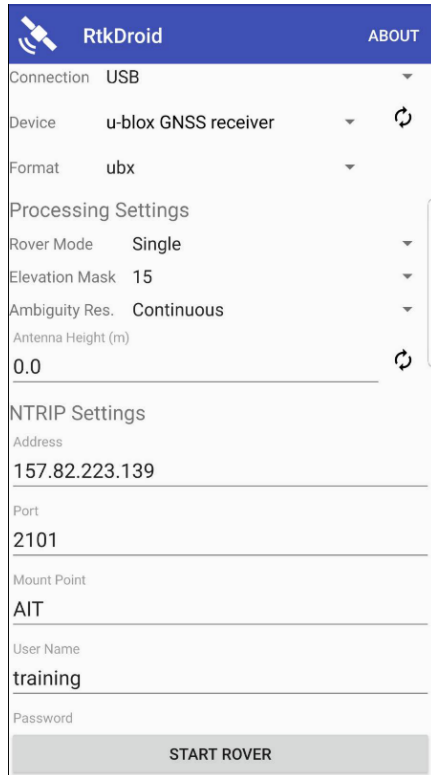 RtkDroid ABOUT
Connection USB
Device u-blox GNSS receiver
Format ubx
Processing Settings
Rover Mode Single
Elevation Mask 15
Ambiguity Res. Continuous
Antenna Height (m)
0.0
NTRIP Settings
Address
157.82.223.139
Port
2101
Mount Point
AIT
User Name
training
Password
START ROVER